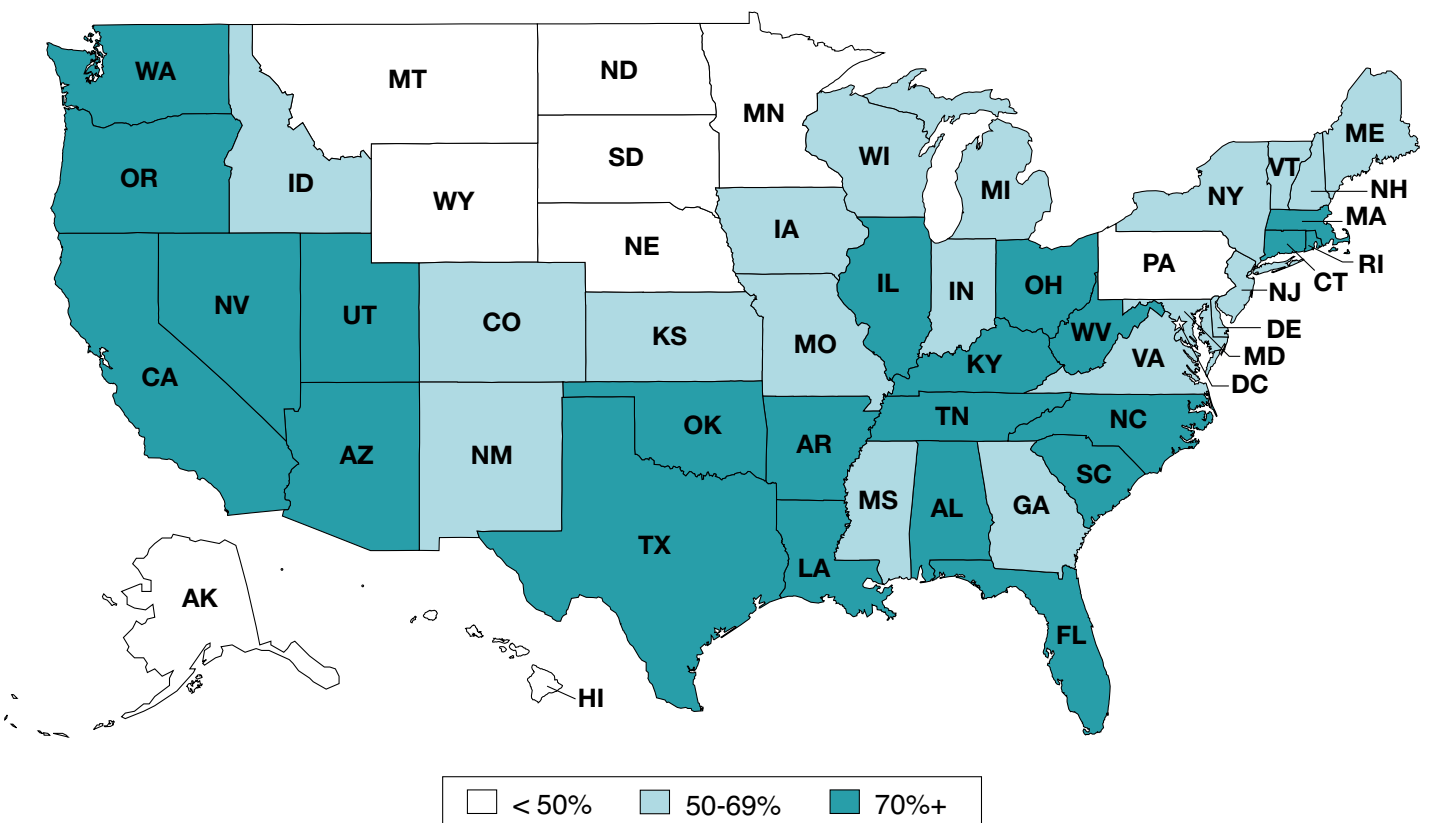 WA
MT
ND
MN
OR
ID
WY
SD
WI
MI
NY
VT
ME
NH
MA
RI
CT
NJ
DE
MD
DC
NE
IA
PA
NV
UT
CO
KS
MO
IL
IN
OH
WV
VA
CA
KY
AZ
NM
OK
AR
TN
NC
SC
MS
AL
GA
TX
LA
FL
AK
HI
< 50% 50-69% 70%+